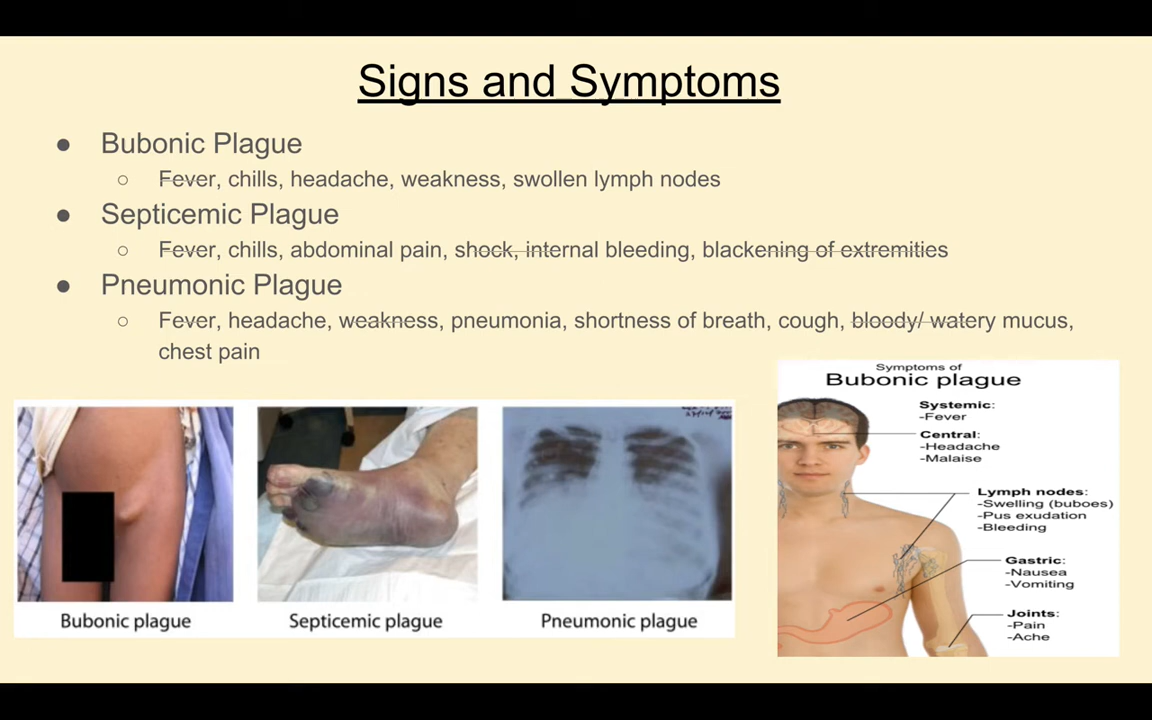 Signs and Symptoms
● Bubonic Plague
○ Fever, chills, headache, weakness, swollen lymph nodes
● Septicemic Plague
○ Fever, chills, abdominal pain, shock, internal bleeding, blackening of extremities
● Pneumonic Plague
○ Fever, headache, weakness, pneumonia, shortness of breath, cough, bloody/ watery mucus,
chest pain
Bubonic plague
Septicemic plague
Pneumonic plague
Symptoms of
Bubonic plague
Systemic:
-Fever
Central:
-Headache
-Malaise
Lymph nodes:
-Swelling (buboes)
-Pus exudation
-Bleeding
Gastric:
-Nausea
-Vomiting
Joints:
-Pain
-Ache